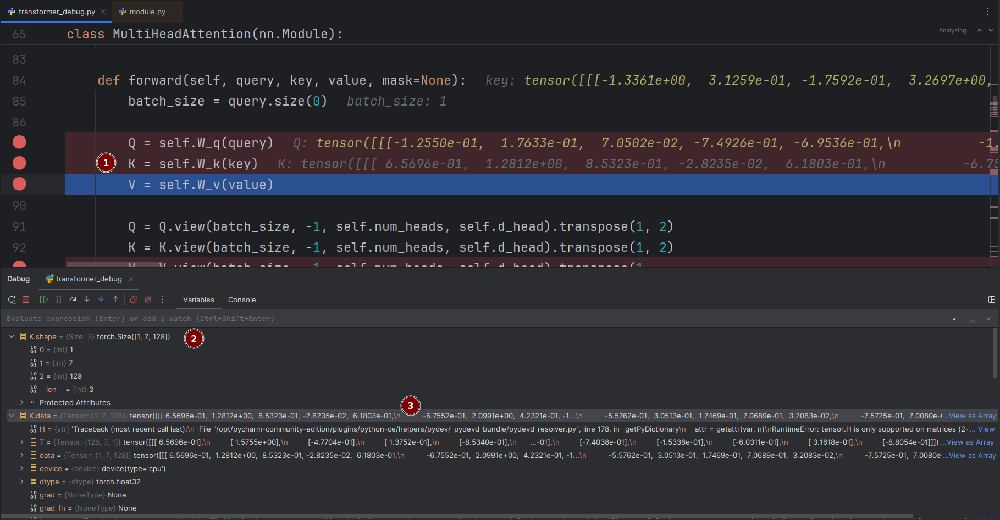 transformer_debug.py
module.py
65 class MultiHeadAttention(nn.Module):
Analyzing...
83
84 def forward(self, query, key, value, mask=None): key: tensor([[[-1.3361e+00, 3.1259e-01, -1.7592e-01, 3.2697e+00,
85 batch_size = query.size(0) batch_size: 1
86
Q = self.W_q(query) Q: tensor([[[-1.2550e-01, 1.7633e-01, 7.0502e-02, -7.4926e-01, -6.9536e-01,\n -1.
1 K = self.W_k(key) K: tensor([[[ 6.5696e-01, 1.2812e+00, 8.5323e-01, -2.8235e-02, 6.1803e-01,\n -6.75
V = self.W_v(value)
90
91 Q = Q.view(batch_size, -1, self.num_heads, self.d_head).transpose(1, 2)
92 K = K.view(batch_size, -1, self.num_heads, self.d_head).transpose(1, 2)
V = V.view(batch_size, -1, self.num_heads, self.d_head).transpose(1,
Debug transformer_debug
Variables Console
Evaluate expression (Enter) or add a watch (Ctrl+Shift+Enter)
K.shape = {Size: 3} torch.Size([1, 7, 128]) 2
0 = {int} 1
1 = {int} 7
2 = {int} 128
__len__ = {int} 3
Protected Attributes
3
K.data = {Tensor: (1, 7, 128)} tensor([[[ 6.5696e-01, 1.2812e+00, 8.5323e-01, -2.8235e-02, 6.1803e-01,\n -6.7552e-01, 2.0991e+00, 4.2321e-01, -1...\n -5.5762e-01, 3.0513e-01, 1.7469e-01, 7.0689e-01, 3.2083e-02,\n -7.5725e-01, 7.0080e-0 ...View as Array
H = {str} 'Traceback (most recent call last):\n File "/opt/pycharm-community-edition/plugins/python-ce/helpers/pydev/_pydevd_bundle/pydevd_resolver.py", line 178, in _getPyDictionary\n attr = getattr(var, n)\nRuntimeError: tensor.H is only supported on matrices (2- ... View
T = {Tensor: (128, 7, 1)} tensor([[[ 6.5696e-01],\n [ 1.5755e+00],\n [-4.7704e-01],\n [ 1.3752e-01],\n [-8.5340e-01],\n ...-01],\n [-7.4038e-01],\n [-1.5336e-01],\n [-6.0311e-01],\n [ 3.1618e-01],\n [-8.8054e-01]]]) ...View as Array
data = {Tensor: (1, 7, 128)} tensor([[[ 6.5696e-01, 1.2812e+00, 8.5323e-01, -2.8235e-02, 6.1803e-01,\n -6.7552e-01, 2.0991e+00, 4.2321e-01, -1...\n -5.5762e-01, 3.0513e-01, 1.7469e-01, 7.0689e-01, 3.2083e-02,\n -7.5725e-01, 7.0080e ...View as Array
device = {device} device(type='cpu')
dtype = {dtype} torch.float32
grad = {NoneType} None
grad_fn = {NoneType} None